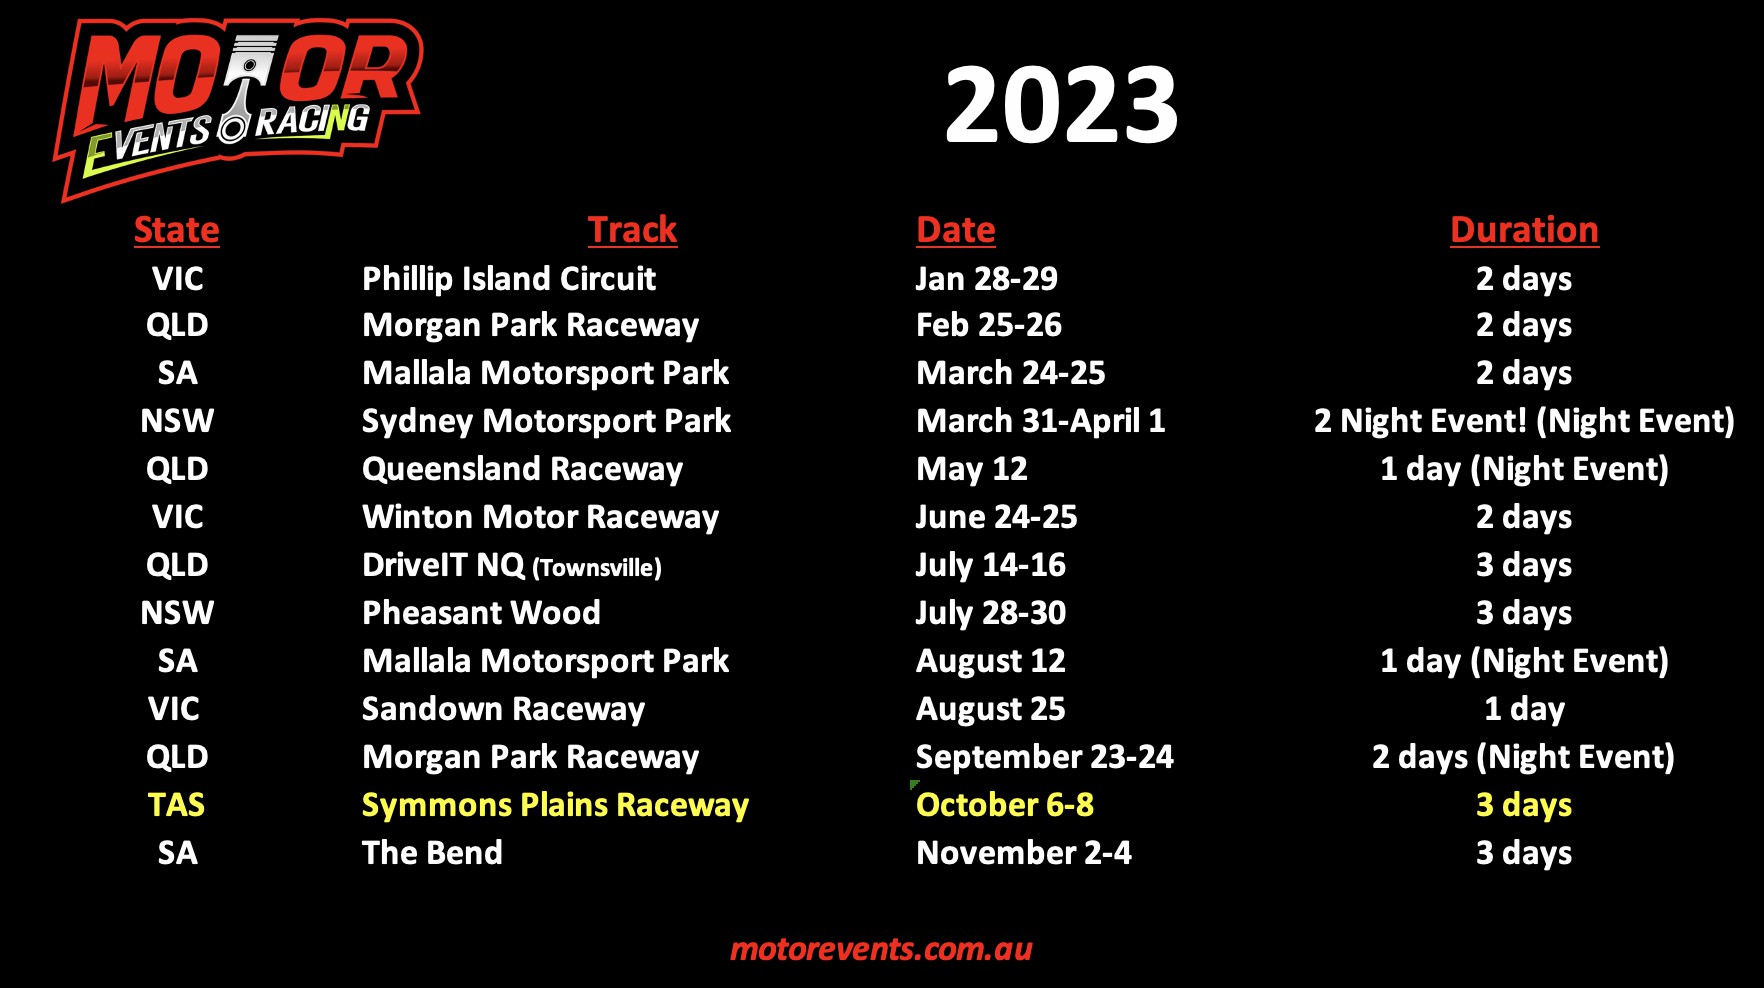 MOTOR
EVENTS RACING
2023
State Track Date Duration
VIC Phillip Island Circuit Jan 28-29 2 days
QLD Morgan Park Raceway Feb 25-26 2 days
SA Mallala Motorsport Park March 24-25 2 days
NSW Sydney Motorsport Park March 31-April 1 2 Night Event! (Night Event)
QLD Queensland Raceway May 12 1 day (Night Event)
VIC Winton Motor Raceway June 24-25 2 days
QLD DriveIT NQ (Townsville) July 14-16 3 days
NSW Pheasant Wood July 28-30 3 days
SA Mallala Motorsport Park August 12 1 day (Night Event)
VIC Sandown Raceway August 25 1 day
QLD Morgan Park Raceway September 23-24 2 days (Night Event)
TAS Symmons Plains Raceway October 6-8 3 days
SA The Bend November 2-4 3 days
motorevents.com.au